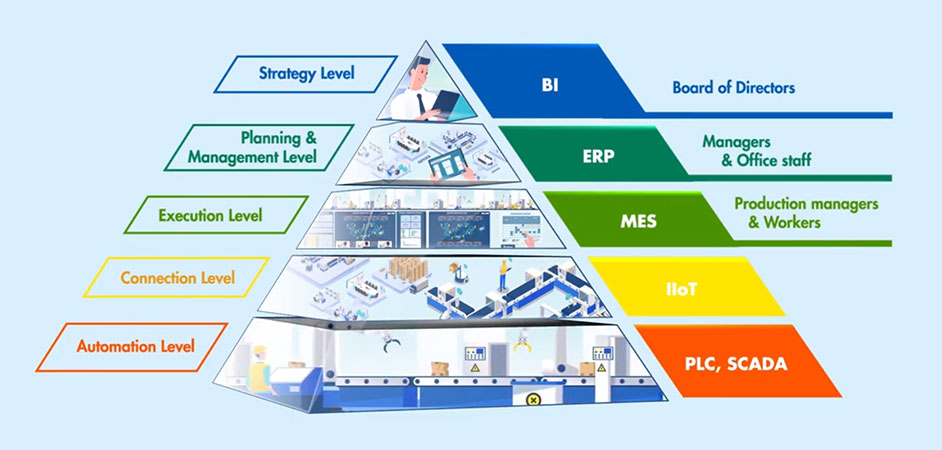 Strategy Level
BI
Board of Directors
Planning &
Management Level
ERP
Managers
& Office staff
Execution Level
MES
Production managers
& Workers
Connection Level
IIoT
Automation Level
PLC, SCADA